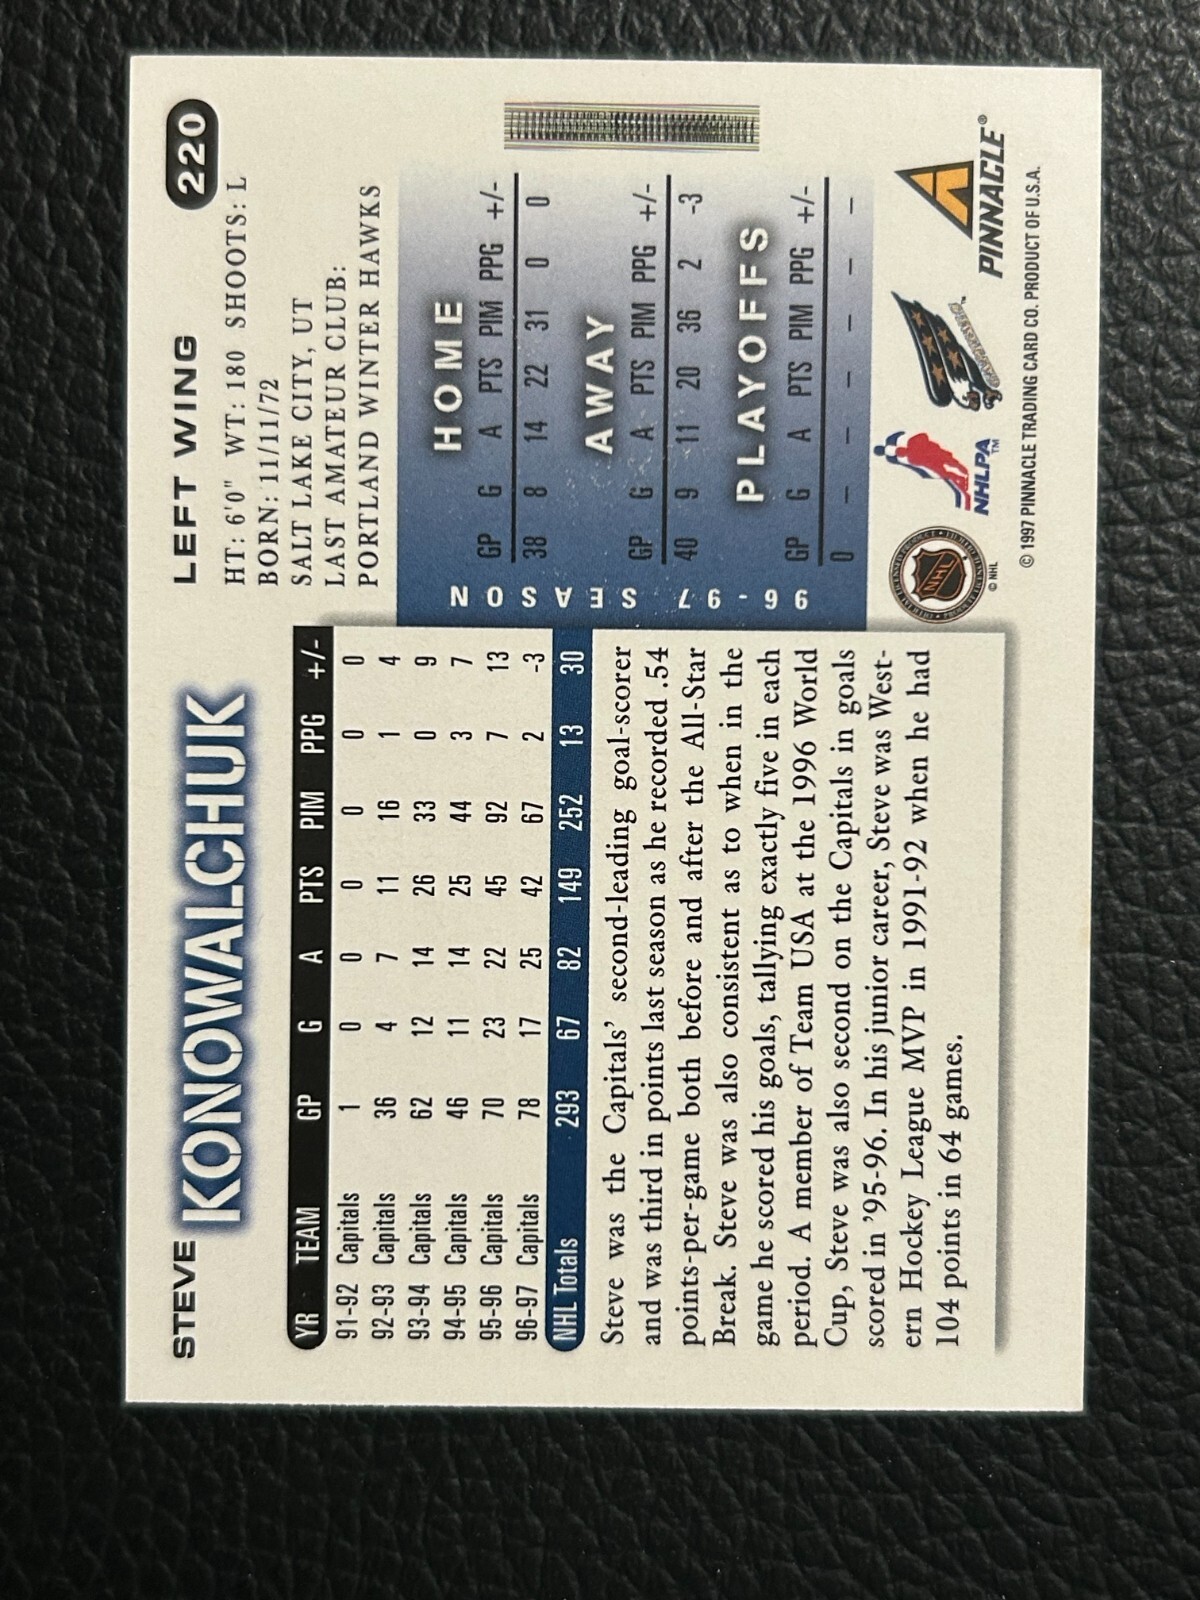 STEVE KONOWALCHUK
LEFT WING
220
HT: 6'0" WT: 180 SHOOTS: L
BORN: 11/11/72
SALT LAKE CITY, UT
LAST AMATEUR CLUB:
PORTLAND WINTER HAWKS
YR TEAM GP G A PTS PIM PPG +/-
91-92 Capitals 1 0 0 0 0 0 0
92-93 Capitals 36 4 7 11 16 1 4
93-94 Capitals 62 12 14 26 33 0 9
94-95 Capitals 46 11 14 25 44 3 7
95-96 Capitals 70 23 22 45 92 7 13
96-97 Capitals 78 17 25 42 67 2 -3
NHL Totals 293 67 82 149 252 13 30
Steve was the Capitals' second-leading goal-scorer
and was third in points last season as he recorded .54
points-per-game both before and after the All-Star
Break. Steve was also consistent as to when in the
game he scored his goals, tallying exactly five in each
period. A member of Team USA at the 1996 World
Cup, Steve was also second on the Capitals in goals
scored in '95-96. In his junior career, Steve was West-
ern Hockey League MVP in 1991-92 when he had
104 points in 64 games.
96-97 SEASON
HOME
GP G A PTS PIM PPG +/-
38 8 14 22 31 0 0
AWAY
GP G A PTS PIM PPG +/-
40 9 11 20 36 2 -3
PLAYOFFS
GP G A PTS PIM PPG +/-
0 – – – – – –
NHL
© NHL
NHLPA™
PINNACLE®
© 1997 PINNACLE TRADING CARD CO. PRODUCT OF U.S.A.